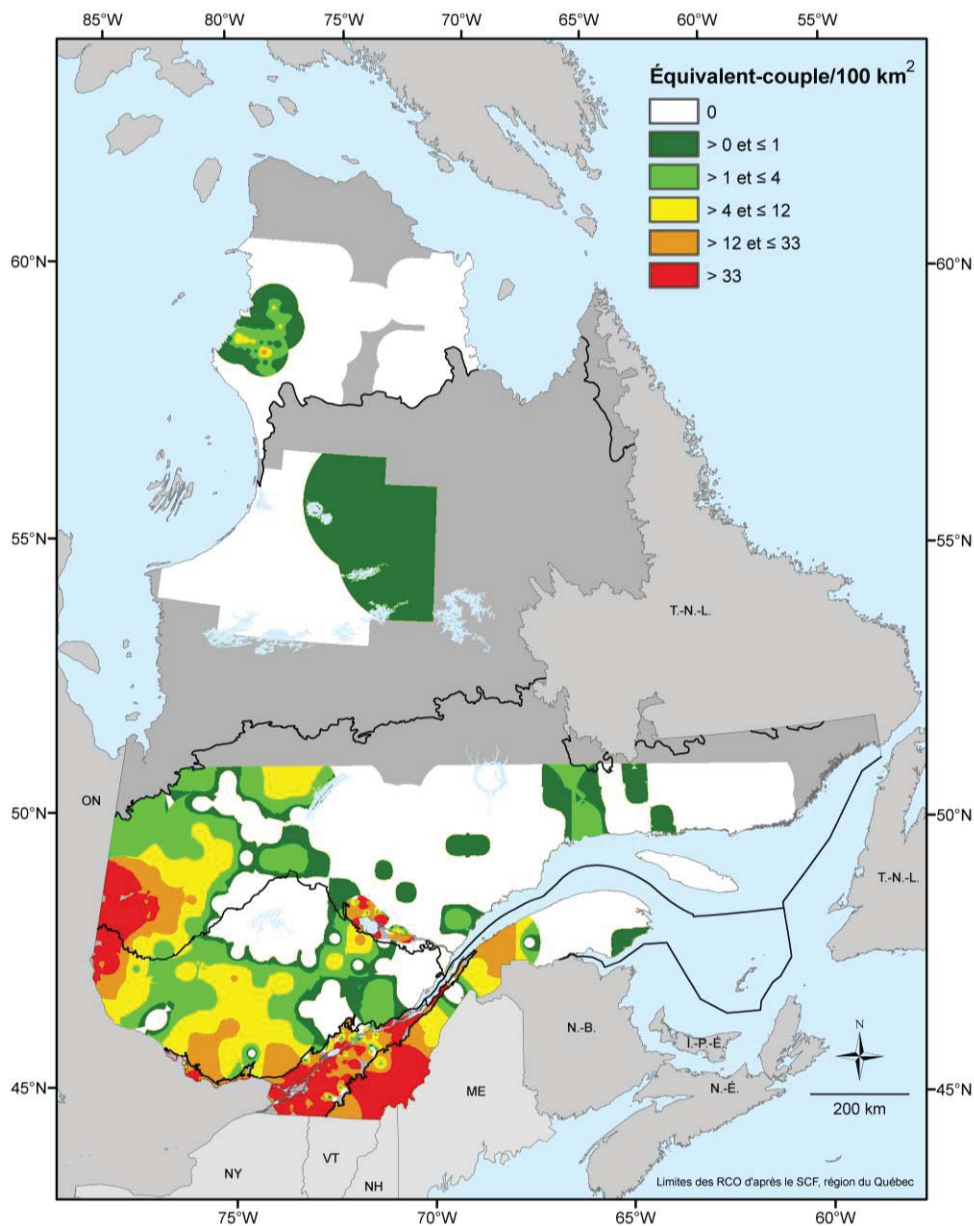 85°W 80°W 75°W 70°W 65°W 60°W 55°W
Équivalent-couple/100 km²
0
> 0 et ≤ 1
> 1 et ≤ 4
> 4 et ≤ 12
> 12 et ≤ 33
> 33
60°N 60°N
55°N 55°N
T.-N.-L.
ON
50°N 50°N
T.-N.-L.
N.-B.
Î.-P.-É.
N
N.-É.
45°N 45°N
ME
200 km
VT
NY
NH
Limites des RCO d'après le SCF, région du Québec
75°W 70°W 65°W 60°W